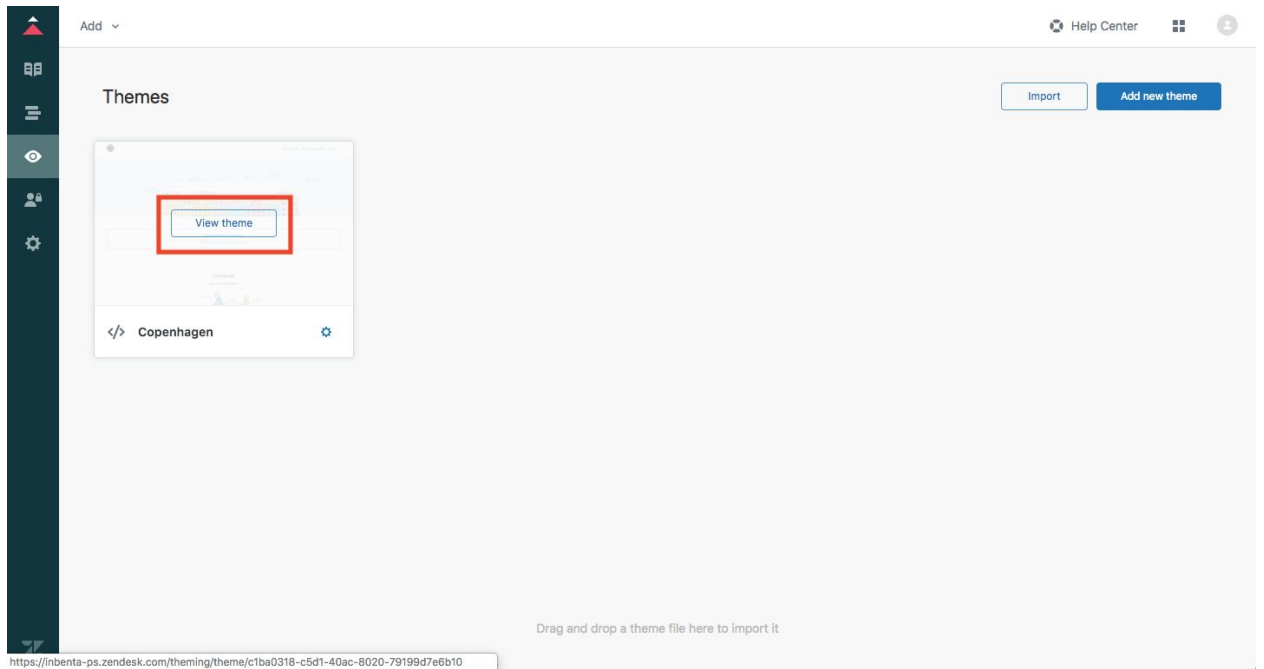 Add
Help Center
Themes
Import
Add new theme
View theme
</> Copenhagen
Drag and drop a theme file here to import it
https://inbenta-ps.zendesk.com/theming/theme/c1ba0318-c5d1-40ac-8020-79199d7e6b10